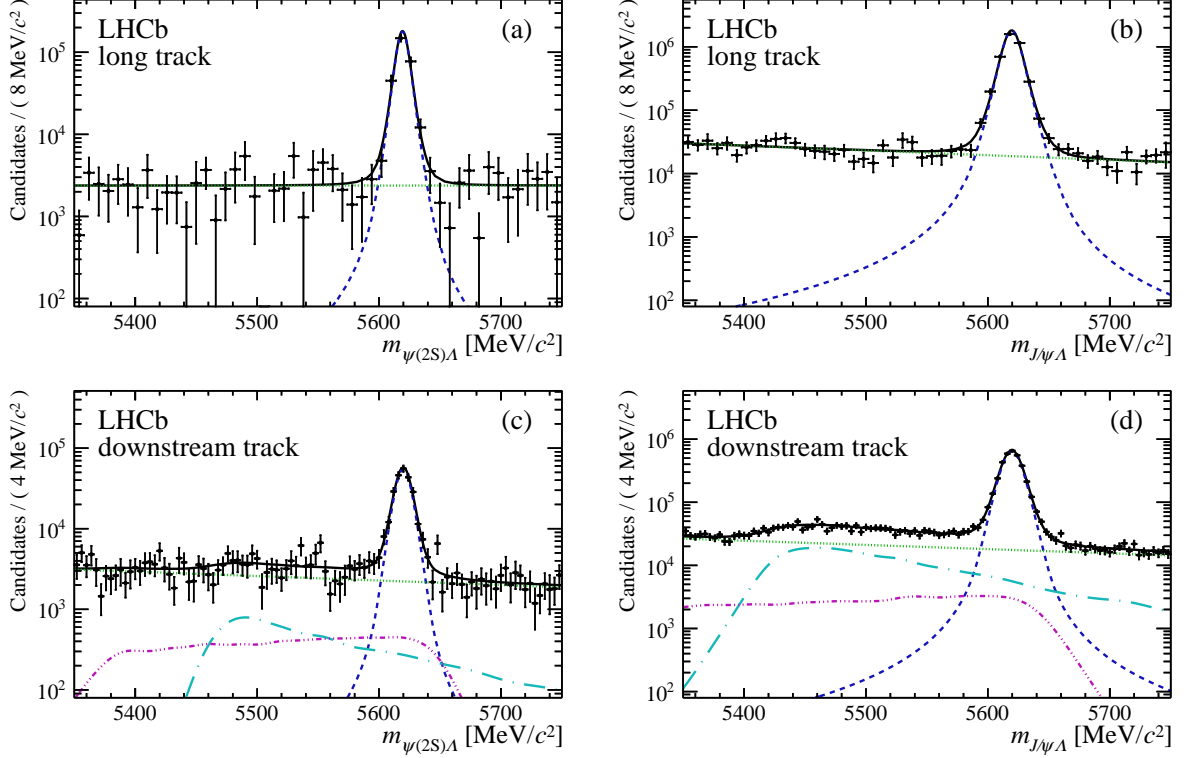 LHCb
long track
(a)
Candidates / ( 8 MeV/c²)
10⁵
10⁴
10³
10²
5400 5500 5600 5700
m_ψ(2S)Λ [MeV/c²]
LHCb
long track
(b)
Candidates / ( 8 MeV/c²)
10⁶
10⁵
10⁴
10³
10²
5400 5500 5600 5700
m_J/ψΛ [MeV/c²]
LHCb
downstream track
(c)
Candidates / ( 4 MeV/c²)
10⁵
10⁴
10³
10²
5400 5500 5600 5700
m_ψ(2S)Λ [MeV/c²]
LHCb
downstream track
(d)
Candidates / ( 4 MeV/c²)
10⁶
10⁵
10⁴
10³
10²
5400 5500 5600 5700
m_J/ψΛ [MeV/c²]